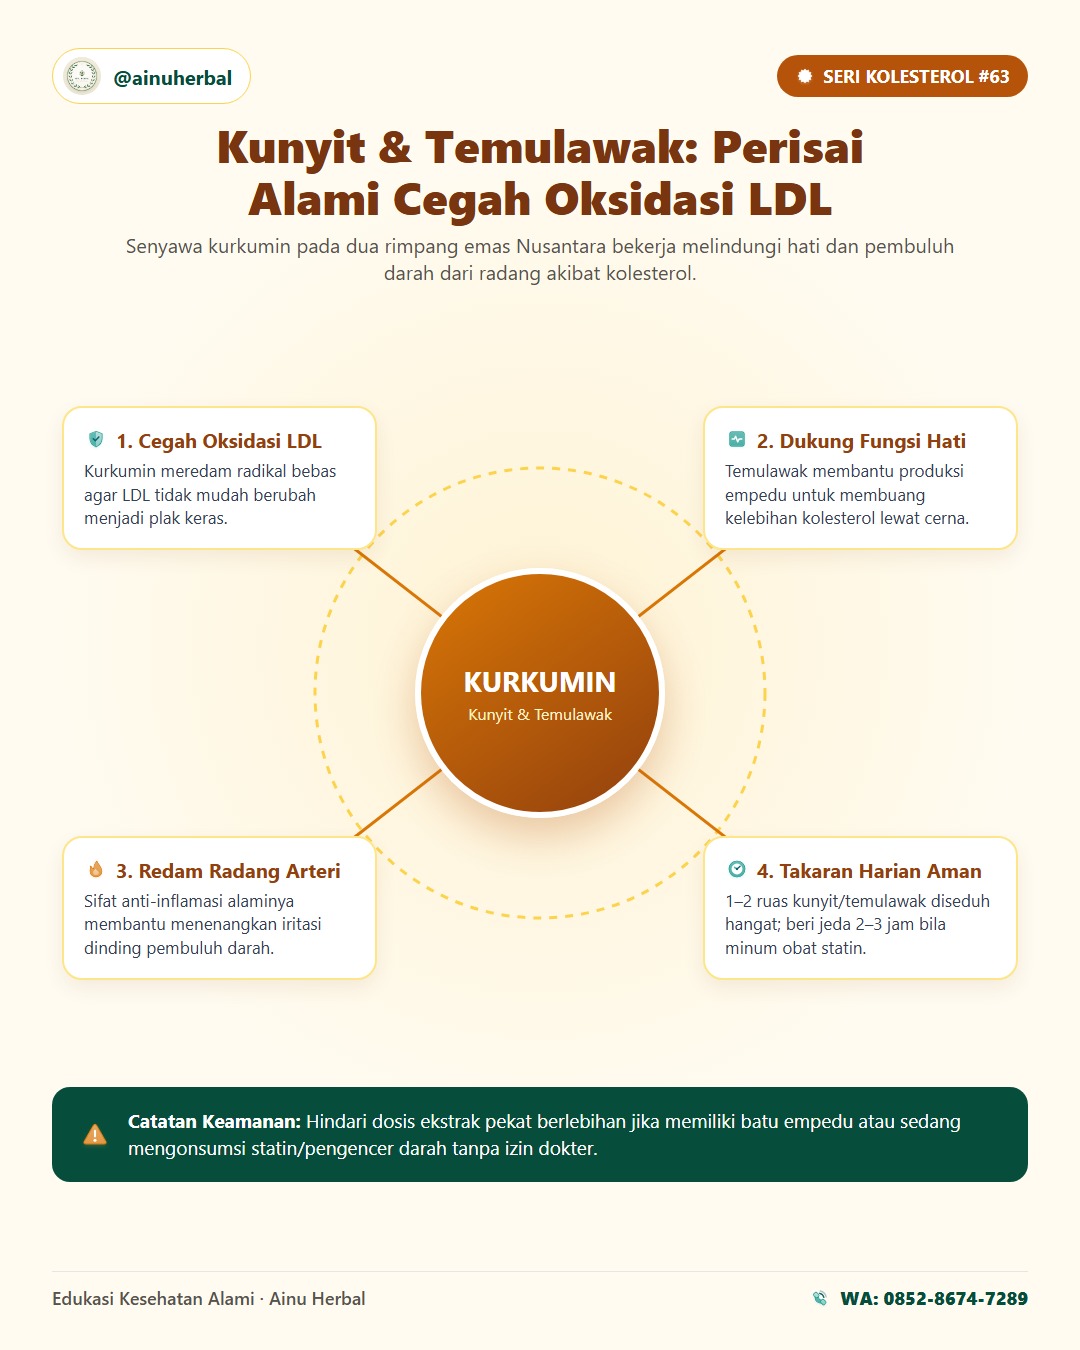 @ainuherbal
SERI KOLESTEROL #63
Kunyit & Temulawak: Perisai
Alami Cegah Oksidasi LDL
Senyawa kurkumin pada dua rimpang emas Nusantara bekerja melindungi hati dan pembuluh
darah dari radang akibat kolesterol.
1. Cegah Oksidasi LDL
Kurkumin meredam radikal bebas
agar LDL tidak mudah berubah
menjadi plak keras.
2. Dukung Fungsi Hati
Temulawak membantu produksi
empedu untuk membuang
kelebihan kolesterol lewat cerna.
KURKUMIN
Kunyit & Temulawak
3. Redam Radang Arteri
Sifat anti-inflamasi alaminya
membantu menenangkan iritasi
dinding pembuluh darah.
4. Takaran Harian Aman
1–2 ruas kunyit/temulawak diseduh
hangat; beri jeda 2–3 jam bila
minum obat statin.
Catatan Keamanan: Hindari dosis ekstrak pekat berlebihan jika memiliki batu empedu atau sedang
mengonsumsi statin/pengencer darah tanpa izin dokter.
Edukasi Kesehatan Alami · Ainu Herbal
WA: 0852-8674-7289